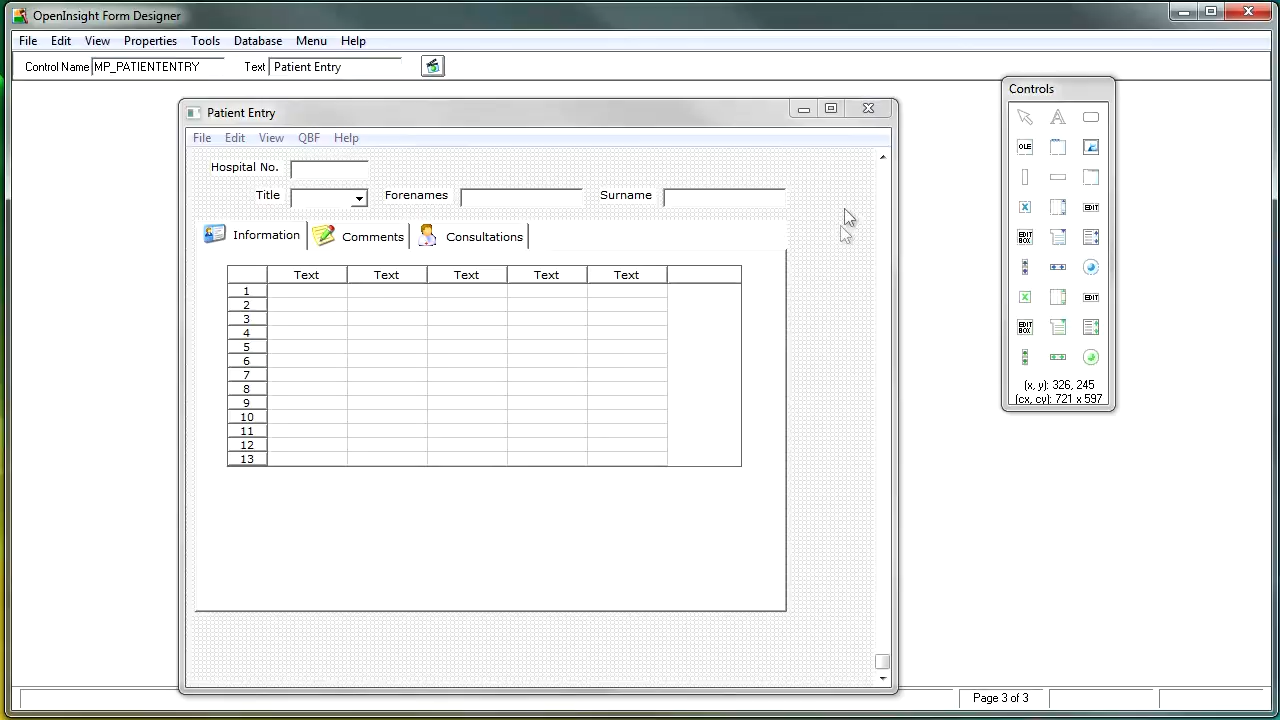 OpenInsight Form Designer
File Edit View Properties Tools Database Menu Help
Control Name MP_PATIENTENTRY Text Patient Entry
Controls
Patient Entry
File Edit View QBF Help
Hospital No.
Title Forenames Surname
Information Comments Consultations
Text Text Text Text Text
1
2
3
4
5
6
7
8
9
10
11
12
13
OLE
EDIT
EDIT BOX
EDIT
EDIT BOX
(x, y): 326, 245
(cx, cy): 721 x 597
Page 3 of 3